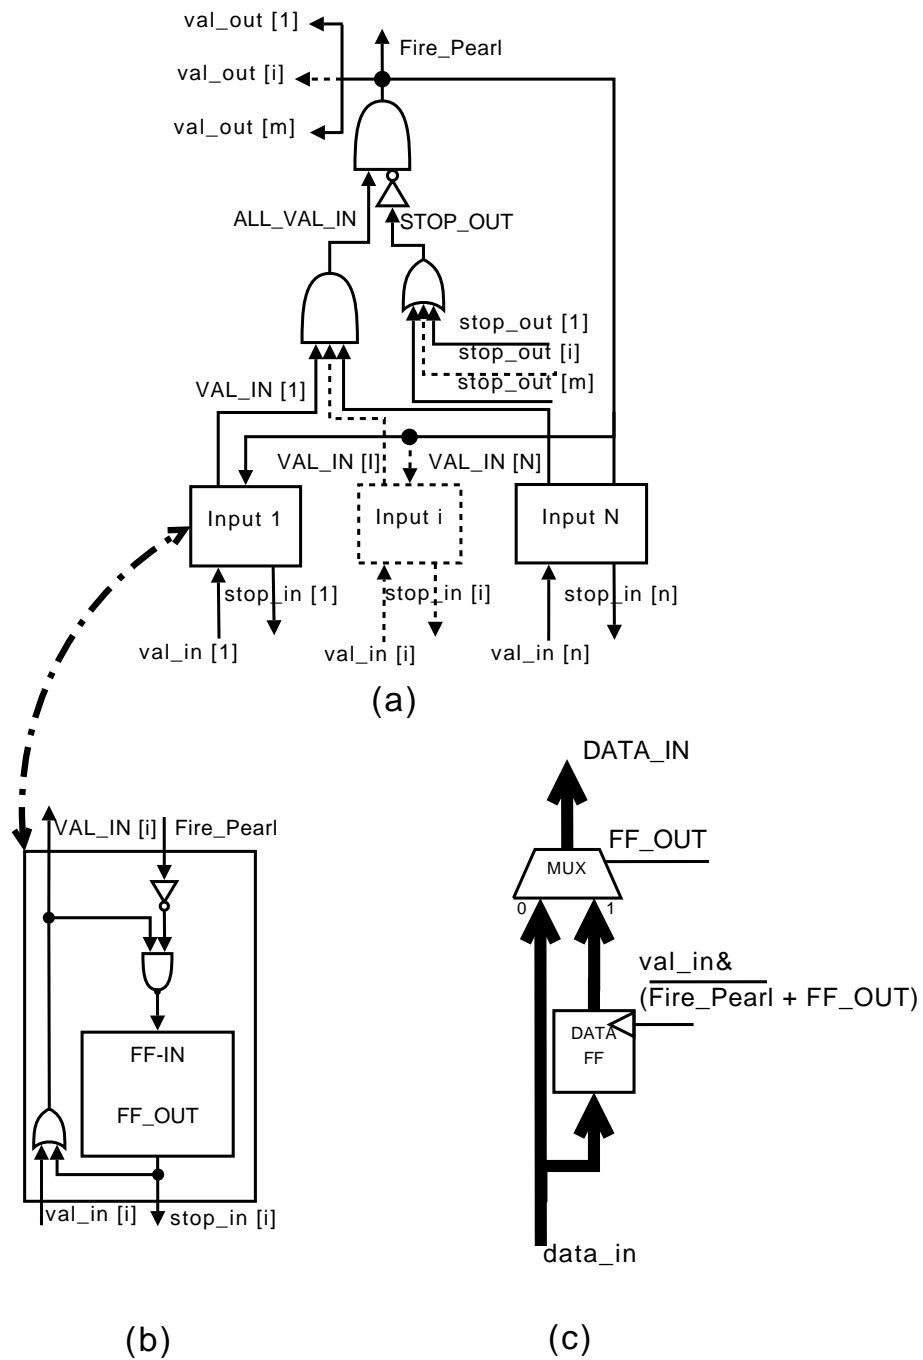 val_out [1]
Fire_Pearl
val_out [i]
val_out [m]
ALL_VAL_IN
STOP_OUT
stop_out [1]
stop_out [i]
stop_out [m]
VAL_IN [1]
VAL_IN [I]
VAL_IN [N]
Input 1
Input i
Input N
stop_in [1]
stop_in [i]
stop_in [n]
val_in [1]
val_in [i]
val_in [n]
(a)
VAL_IN [i]
Fire_Pearl
FF-IN
FF_OUT
val_in [i]
stop_in [i]
(b)
DATA_IN
FF_OUT
MUX
0
1
val_in&
(Fire_Pearl + FF_OUT)
DATA
FF
data_in
(c)